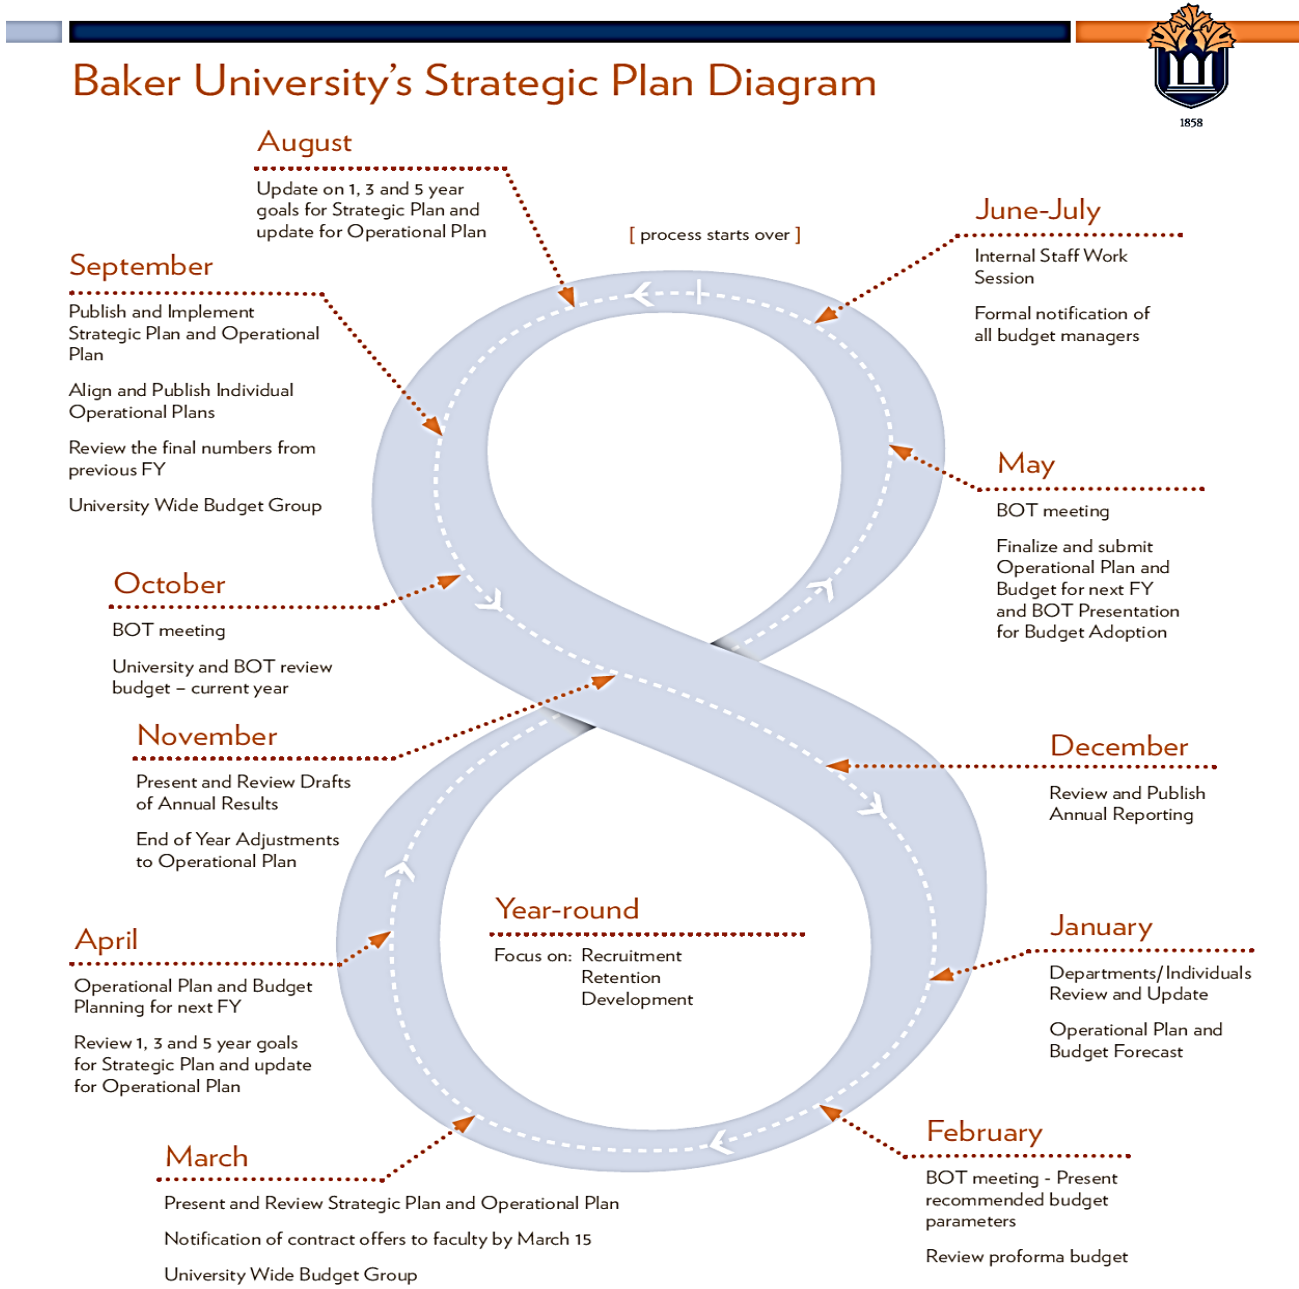 Baker University's Strategic Plan Diagram
1858
August
Update on 1, 3 and 5 year
goals for Strategic Plan and
update for Operational Plan
[ process starts over ]
June-July
Internal Staff Work
Session
Formal notification of
all budget managers
September
Publish and Implement
Strategic Plan and Operational
Plan
Align and Publish Individual
Operational Plans
Review the final numbers from
previous FY
University Wide Budget Group
May
BOT meeting
Finalize and submit
Operational Plan and
Budget for next FY
and BOT Presentation
for Budget Adoption
October
BOT meeting
University and BOT review
budget – current year
November
Present and Review Drafts
of Annual Results
End of Year Adjustments
to Operational Plan
December
Review and Publish
Annual Reporting
Year-round
Focus on: Recruitment
Retention
Development
January
Departments/Individuals
Review and Update
Operational Plan and
Budget Forecast
April
Operational Plan and Budget
Planning for next FY
Review 1, 3 and 5 year goals
for Strategic Plan and update
for Operational Plan
February
BOT meeting - Present
recommended budget
parameters
Review proforma budget
March
Present and Review Strategic Plan and Operational Plan
Notification of contract offers to faculty by March 15
University Wide Budget Group